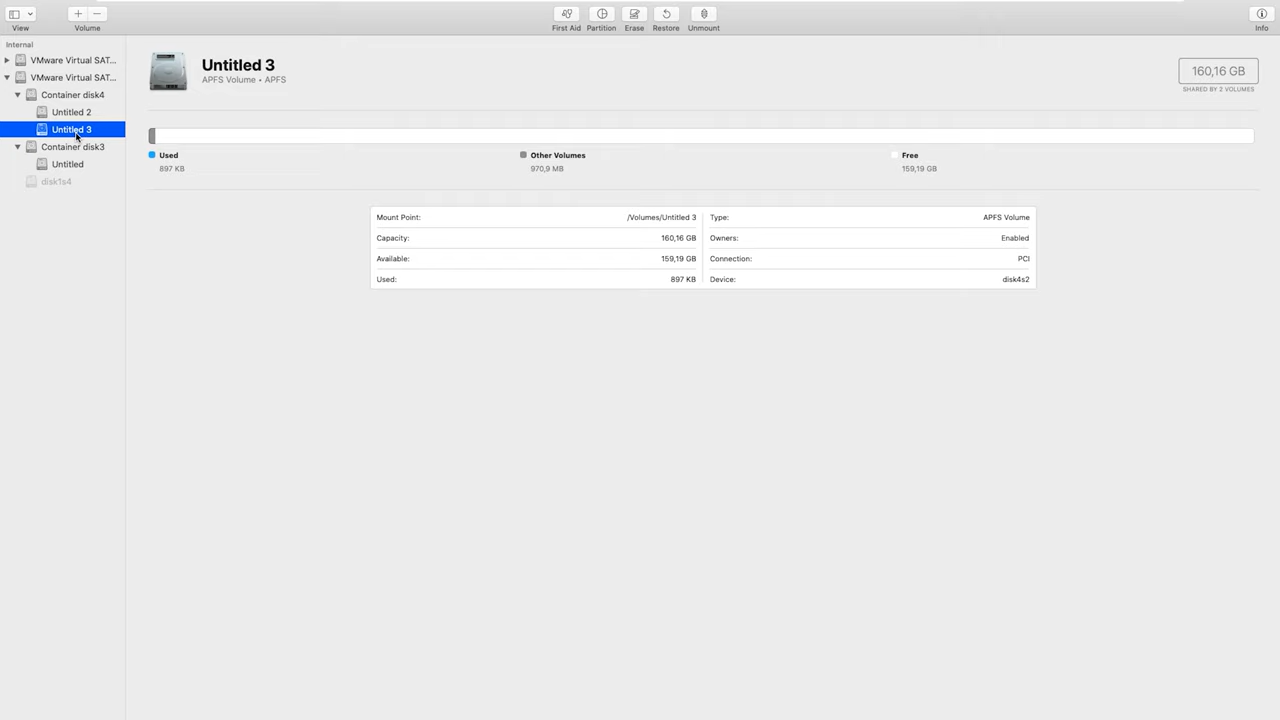 View
Volume
First Aid
Partition
Erase
Restore
Unmount
Info
Internal
VMware Virtual SAT...
VMware Virtual SAT...
Container disk4
Untitled 2
Untitled 3
Container disk3
Untitled
disk1s4
Untitled 3
APFS Volume • APFS
160,16 GB
SHARED BY 2 VOLUMES
Used
897 KB
Other Volumes
970,9 MB
Free
159,19 GB
Mount Point: /Volumes/Untitled 3
Capacity: 160,16 GB
Available: 159,19 GB
Used: 897 KB
Type: APFS Volume
Owners: Enabled
Connection: PCI
Device: disk4s2